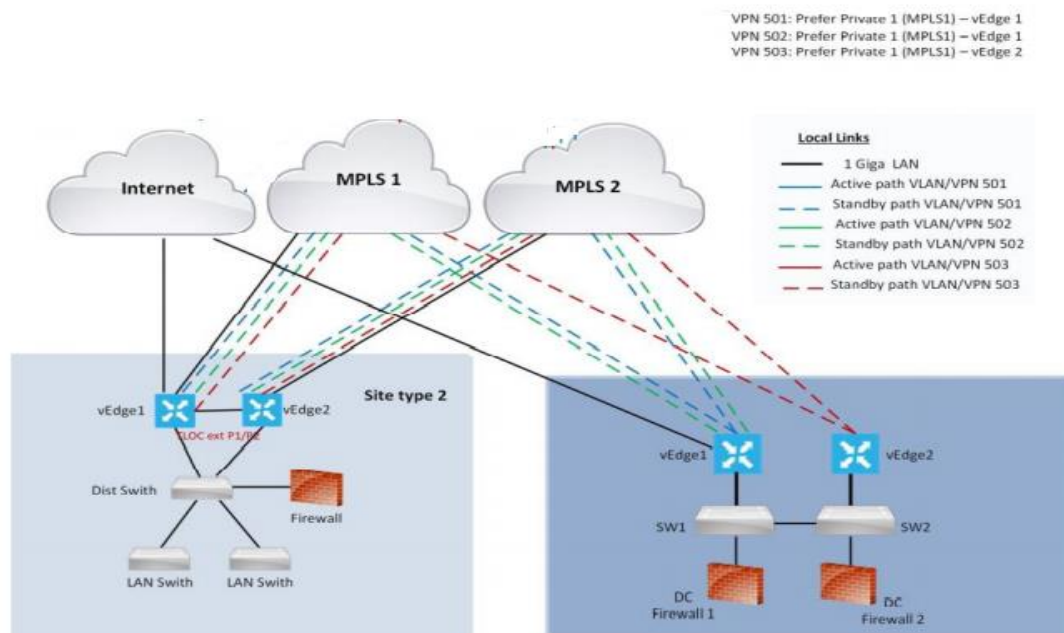 VPN 501: Prefer Private 1 (MPLS1) – vEdge 1
VPN 502: Prefer Private 1 (MPLS1) – vEdge 1
VPN 503: Prefer Private 1 (MPLS1) – vEdge 2
Local Links
1 Giga LAN
Active path VLAN/VPN 501
Standby path VLAN/VPN 501
Active path VLAN/VPN 502
Standby path VLAN/VPN 502
Active path VLAN/VPN 503
Standby path VLAN/VPN 503
Internet
MPLS 1
MPLS 2
Site type 2
vEdge1
vEdge2
TLOC ext P1/P2
Dist Swith
Firewall
LAN Swith
LAN Swith
vEdge1
vEdge2
SW1
SW2
DC
Firewall 1
DC
Firewall 2